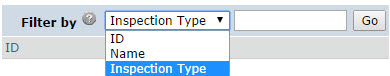 Filter by ? Inspection Type Go
ID
Name
Inspection Type
ID